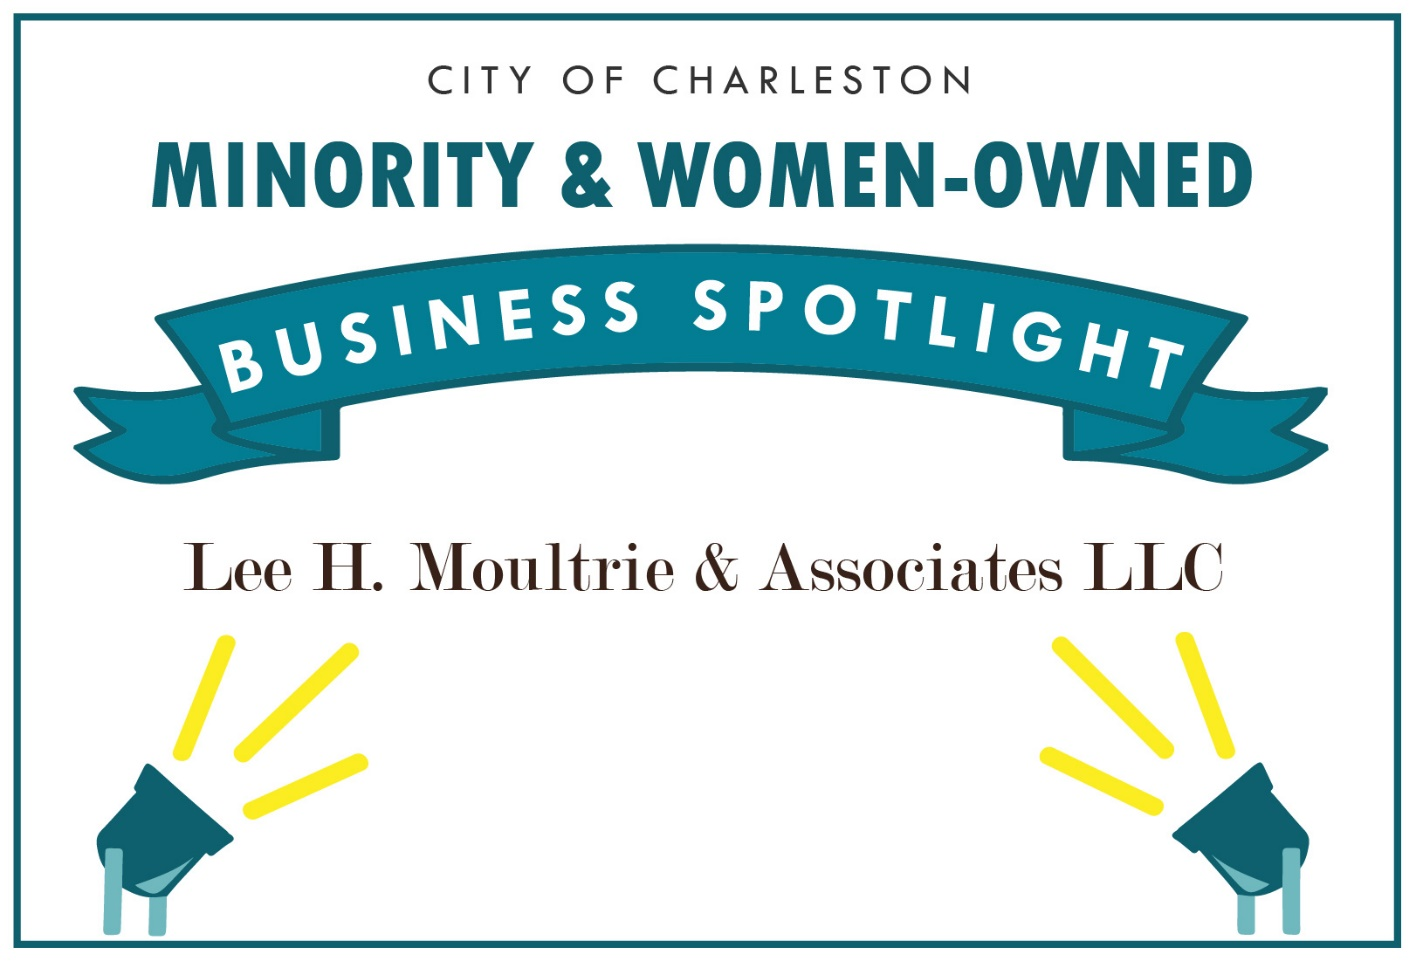 CITY OF CHARLESTON
MINORITY & WOMEN-OWNED
BUSINESS SPOTLIGHT
Lee H. Moultrie & Associates LLC